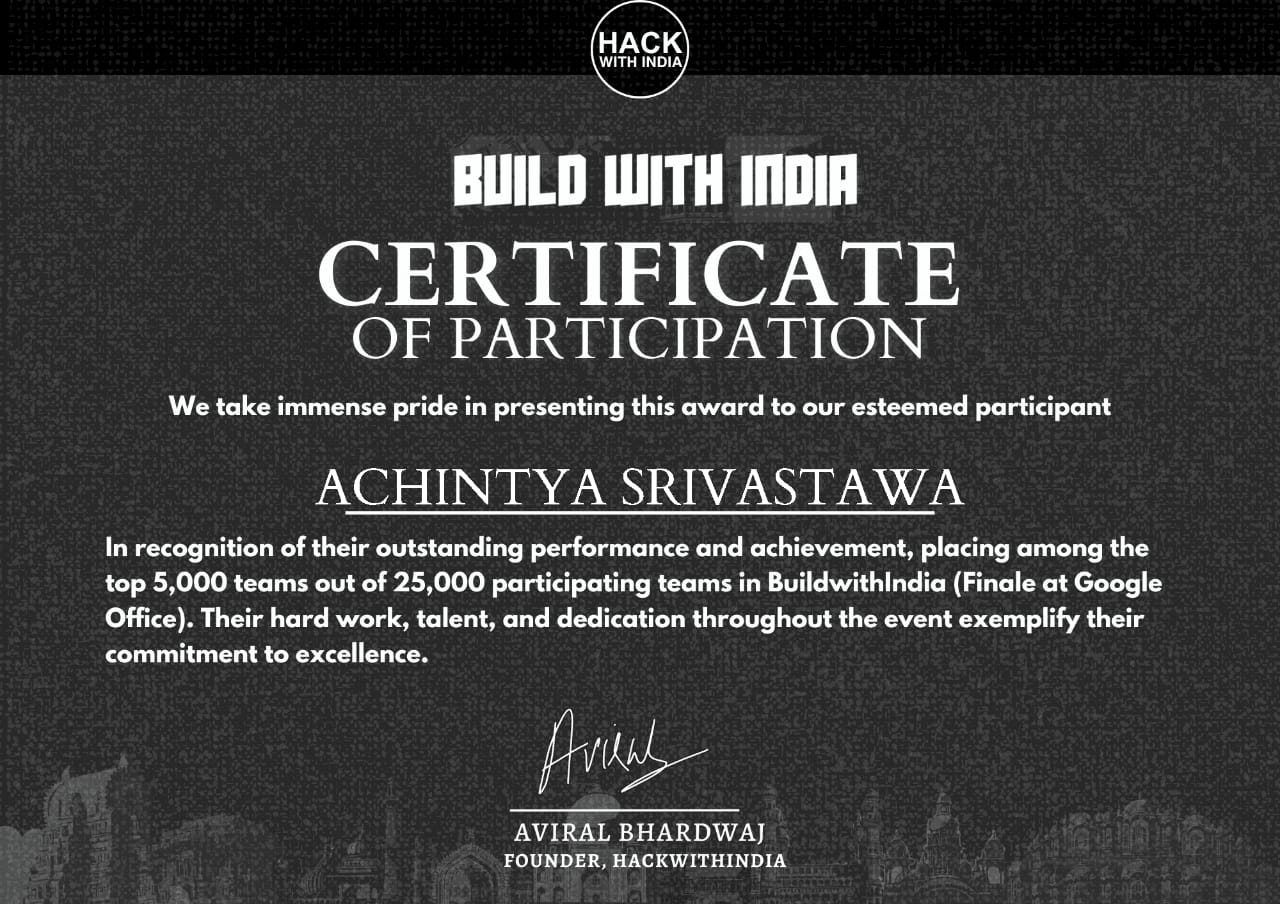 HACK
WITH INDIA
BUILD WITH INDIA
CERTIFICATE
OF PARTICIPATION
We take immense pride in presenting this award to our esteemed participant
ACHINTYA SRIVASTAWA
In recognition of their outstanding performance and achievement, placing among the
top 5,000 teams out of 25,000 participating teams in BuildwithIndia (Finale at Google
Office). Their hard work, talent, and dedication throughout the event exemplify their
commitment to excellence.
Aviral
AVIRAL BHARDWAJ
FOUNDER, HACKWITHINDIA